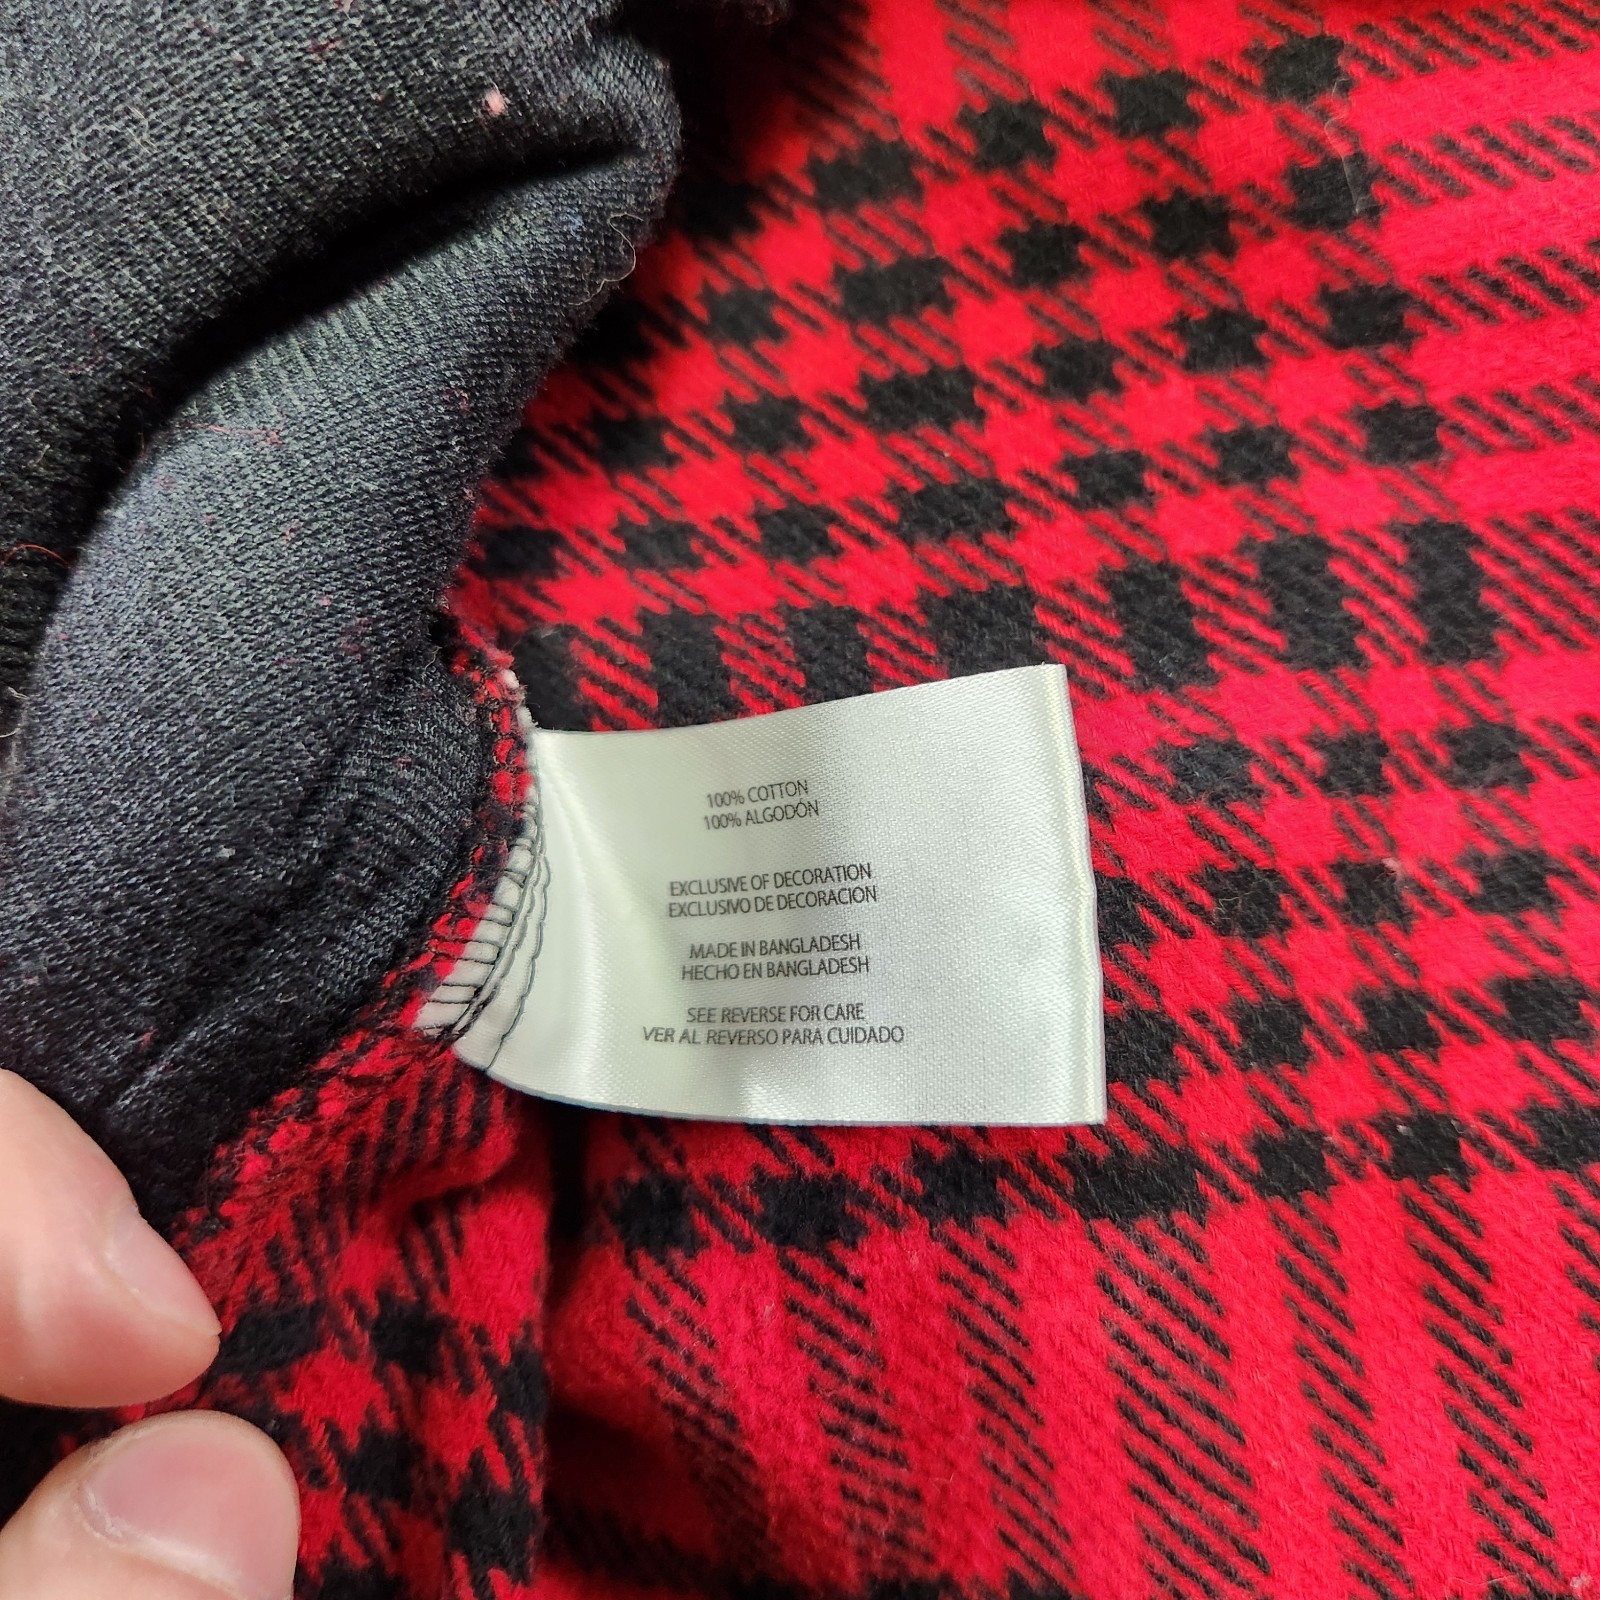 100% COTTON
100% ALGODÓN
EXCLUSIVE OF DECORATION
EXCLUSIVO DE DECORACION
MADE IN BANGLADESH
HECHO EN BANGLADESH
SEE REVERSE FOR CARE
VER AL REVERSO PARA CUIDADO